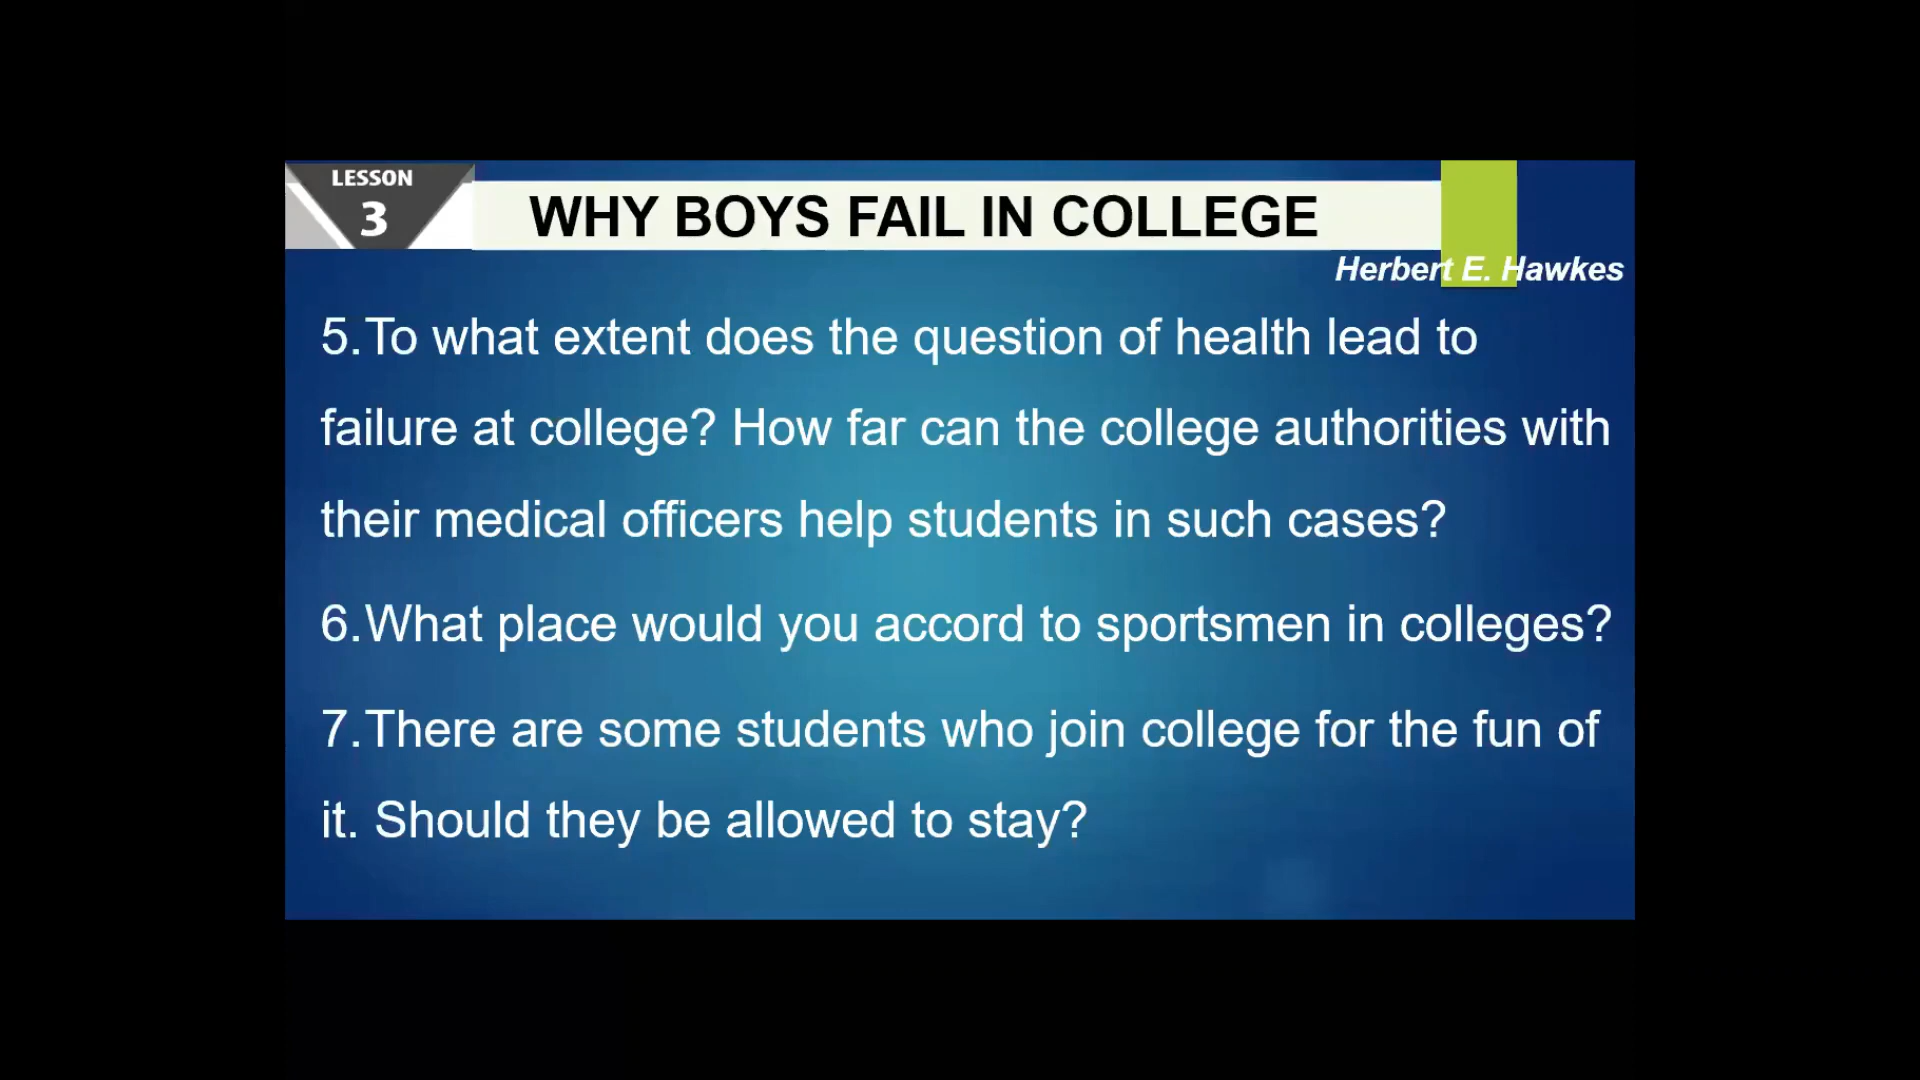 LESSON
3
WHY BOYS FAIL IN COLLEGE
Herbert E. Hawkes
5.To what extent does the question of health lead to
failure at college? How far can the college authorities with
their medical officers help students in such cases?
6.What place would you accord to sportsmen in colleges?
7.There are some students who join college for the fun of
it. Should they be allowed to stay?